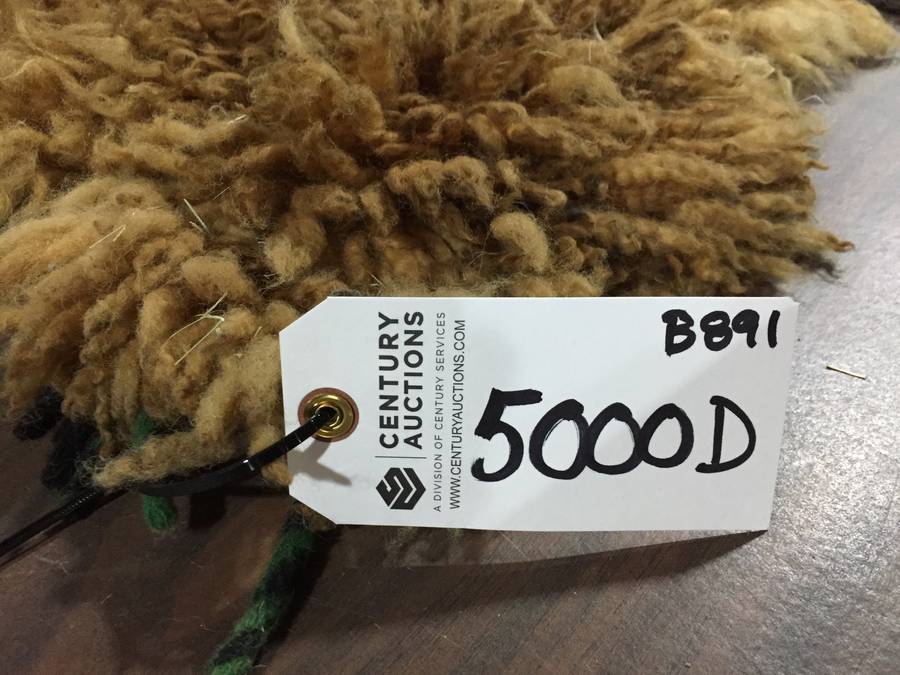 B891
5000D
CENTURY
AUCTIONS
A DIVISION OF CENTURY SERVICES
WWW.CENTURYAUCTIONS.COM